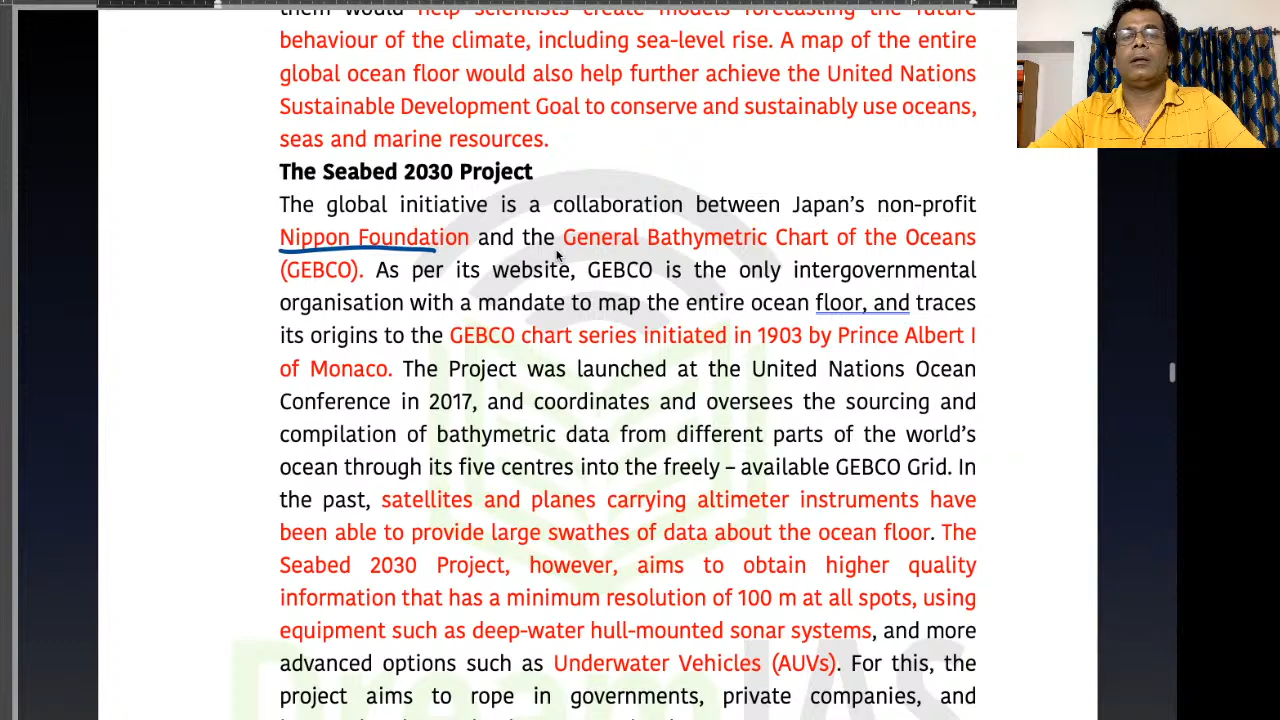 them would help scientists create models forecasting the future
behaviour of the climate, including sea-level rise. A map of the entire
global ocean floor would also help further achieve the United Nations
Sustainable Development Goal to conserve and sustainably use oceans,
seas and marine resources.
The Seabed 2030 Project
The global initiative is a collaboration between Japan's non-profit
Nippon Foundation and the General Bathymetric Chart of the Oceans
(GEBCO). As per its website, GEBCO is the only intergovernmental
organisation with a mandate to map the entire ocean floor, and traces
its origins to the GEBCO chart series initiated in 1903 by Prince Albert I
of Monaco. The Project was launched at the United Nations Ocean
Conference in 2017, and coordinates and oversees the sourcing and
compilation of bathymetric data from different parts of the world's
ocean through its five centres into the freely – available GEBCO Grid. In
the past, satellites and planes carrying altimeter instruments have
been able to provide large swathes of data about the ocean floor. The
Seabed 2030 Project, however, aims to obtain higher quality
information that has a minimum resolution of 100 m at all spots, using
equipment such as deep-water hull-mounted sonar systems, and more
advanced options such as Underwater Vehicles (AUVs). For this, the
project aims to rope in governments, private companies, and